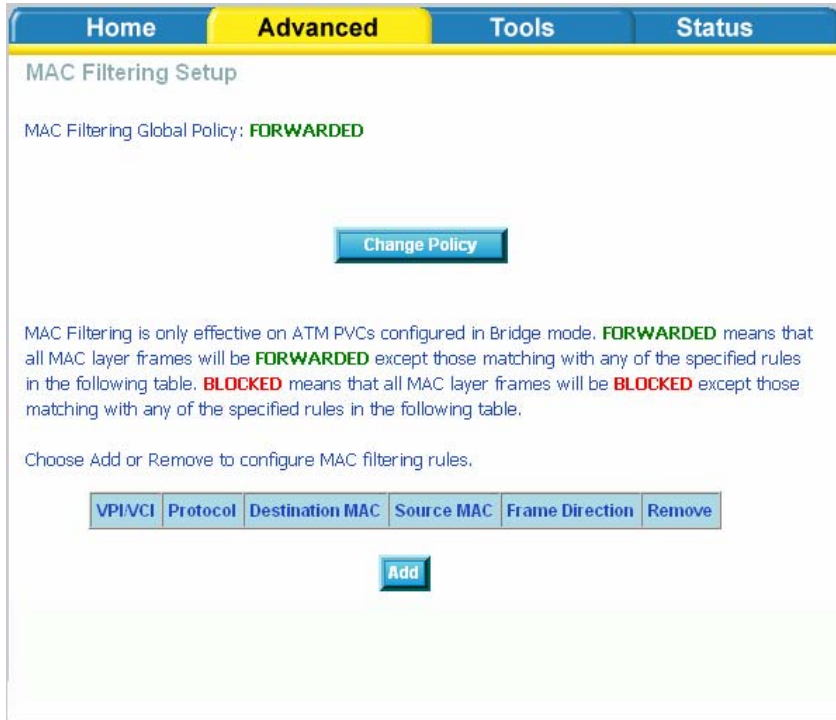 Home Advanced Tools Status
MAC Filtering Setup
MAC Filtering Global Policy: FORWARDED
Change Policy
MAC Filtering is only effective on ATM PVCs configured in Bridge mode. FORWARDED means that
all MAC layer frames will be FORWARDED except those matching with any of the specified rules
in the following table. BLOCKED means that all MAC layer frames will be BLOCKED except those
matching with any of the specified rules in the following table.
Choose Add or Remove to configure MAC filtering rules.
VPI/VCI Protocol Destination MAC Source MAC Frame Direction Remove
Add